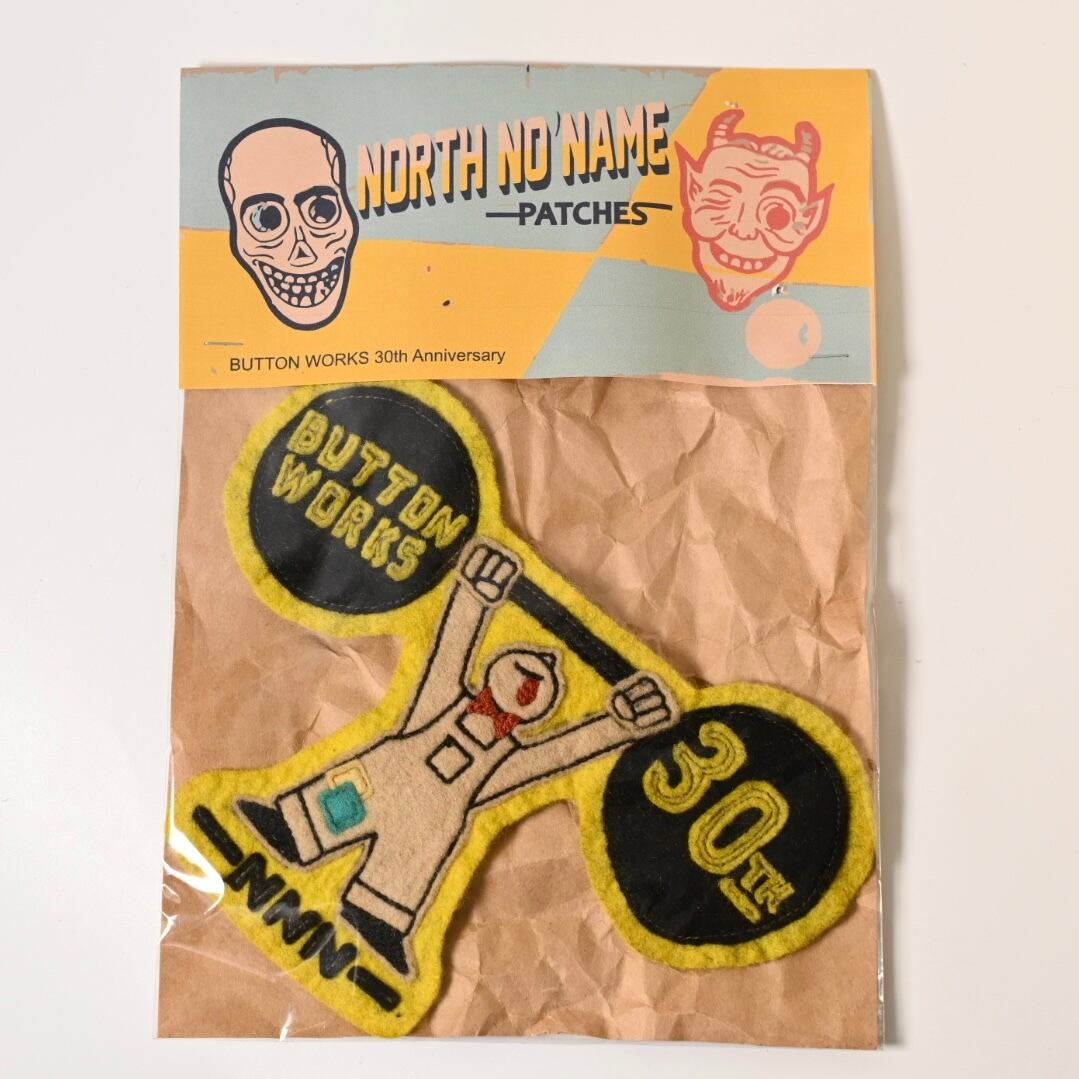 NORTH NO NAME
PATCHES
BUTTON WORKS 30th Anniversary
BUTTON
WORKS
30TH
NNN